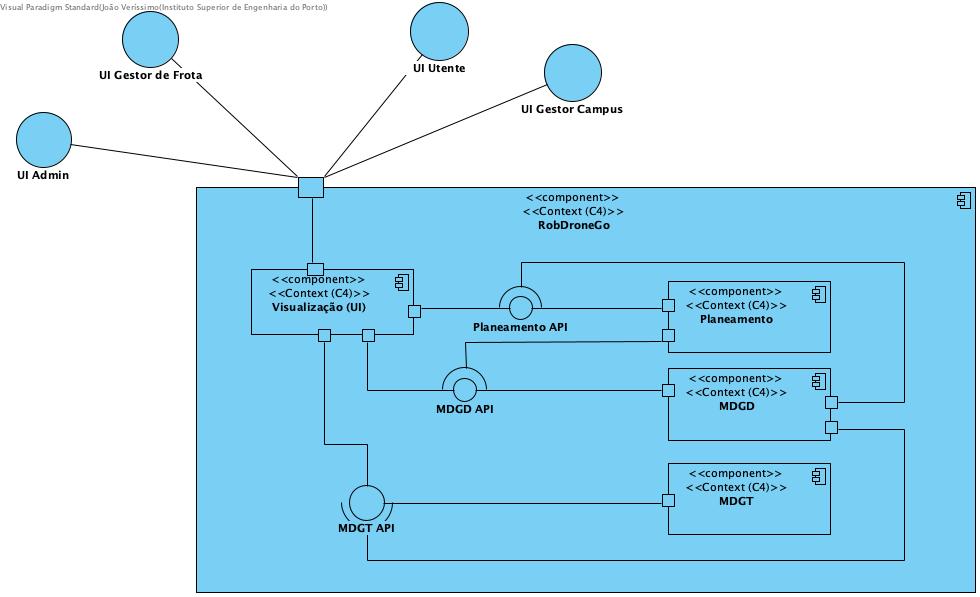 Visual Paradigm Standard(João Veríssimo(Instituto Superior de Engenharia do Porto))
UI Gestor de Frota
UI Utente
UI Gestor Campus
UI Admin
<<component>>
<<Context (C4)>>
RobDroneGo
<<component>>
<<Context (C4)>>
Visualização (UI)
Planeamento API
<<component>>
<<Context (C4)>>
Planeamento
MDGD API
<<component>>
<<Context (C4)>>
MDGD
MDGT API
<<component>>
<<Context (C4)>>
MDGT